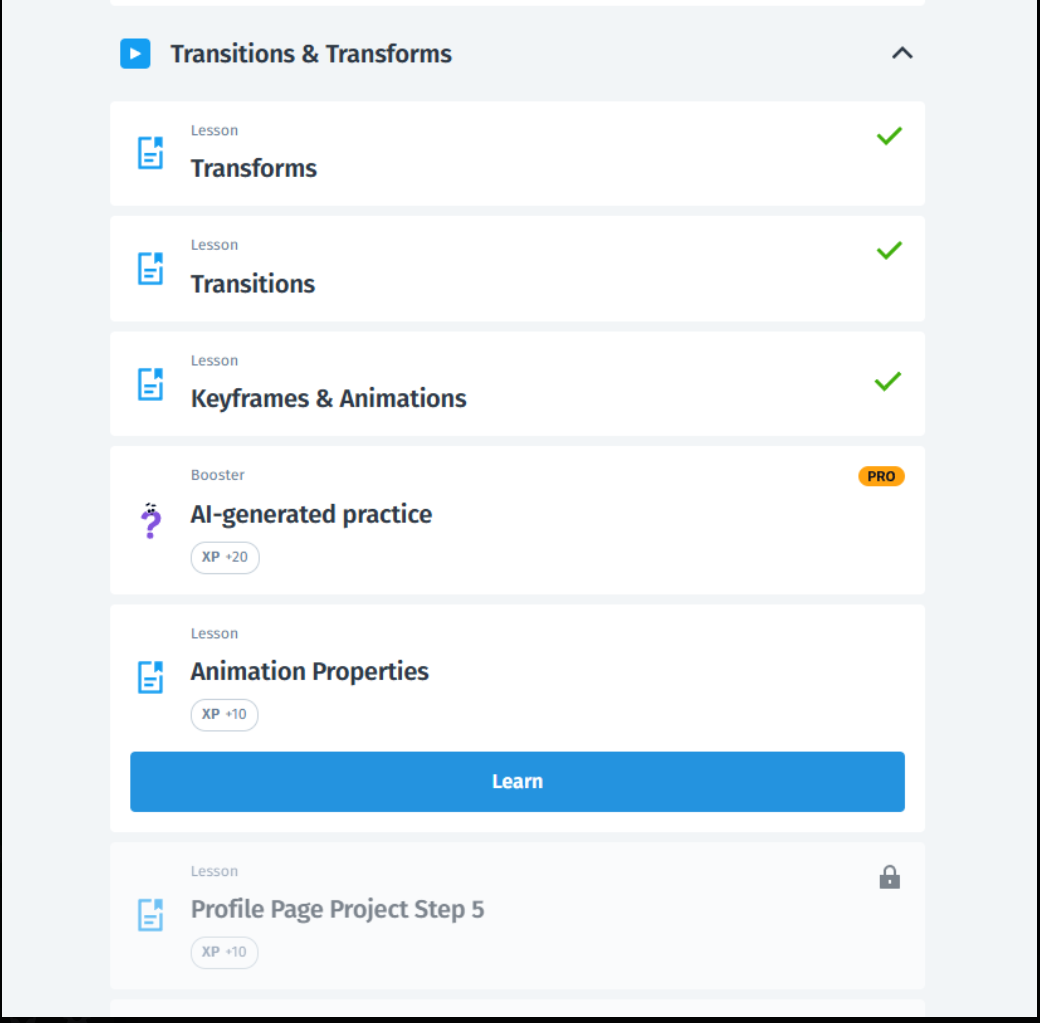 Transitions & Transforms
Lesson
Transforms
Lesson
Transitions
Lesson
Keyframes & Animations
Booster
PRO
AI-generated practice
XP +20
Lesson
Animation Properties
XP +10
Learn
Lesson
Profile Page Project Step 5
XP +10